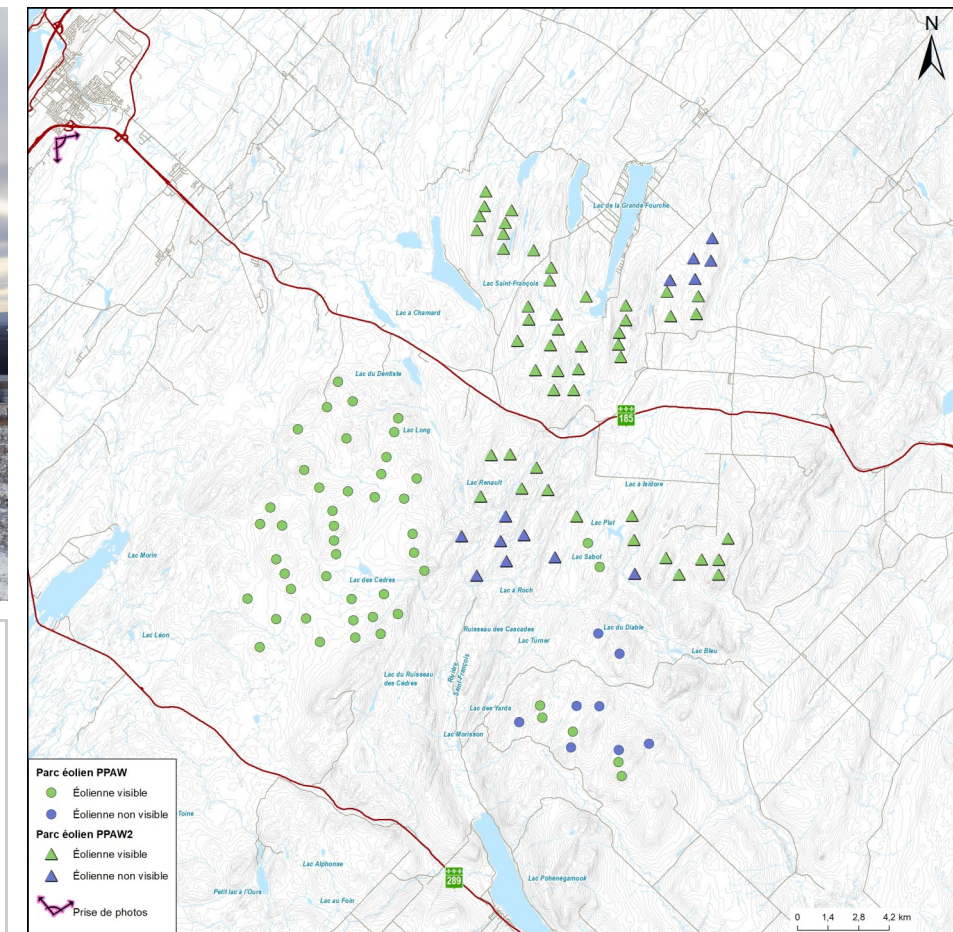 N
Lac de la Grande Fourche
Lac Saint-François
Lac à Chamard
Lac du Dentiste
Lac Long
185
Lac Renault
Lac à Isidore
Lac Plat
Lac Morin
Lac Sabot
Lac des Cèdres
Lac à Roch
Lac Léon
Ruisseau des Cascades
Lac du Diable
Lac Turner
Lac Bleu
Rivière
Saint-François
Lac du Ruisseau
des Cèdres
Lac des Yards
Lac Morisson
Parc éolien PPAW
Éolienne visible
Éolienne non visible
Parc éolien PPAW2
Éolienne visible
Éolienne non visible
Prise de photos
Toine
Lac Alphonse
289
Lac Pohénégamook
Petit lac à l'Ours
Lac au Foin
0 1,4 2,8 4,2 km